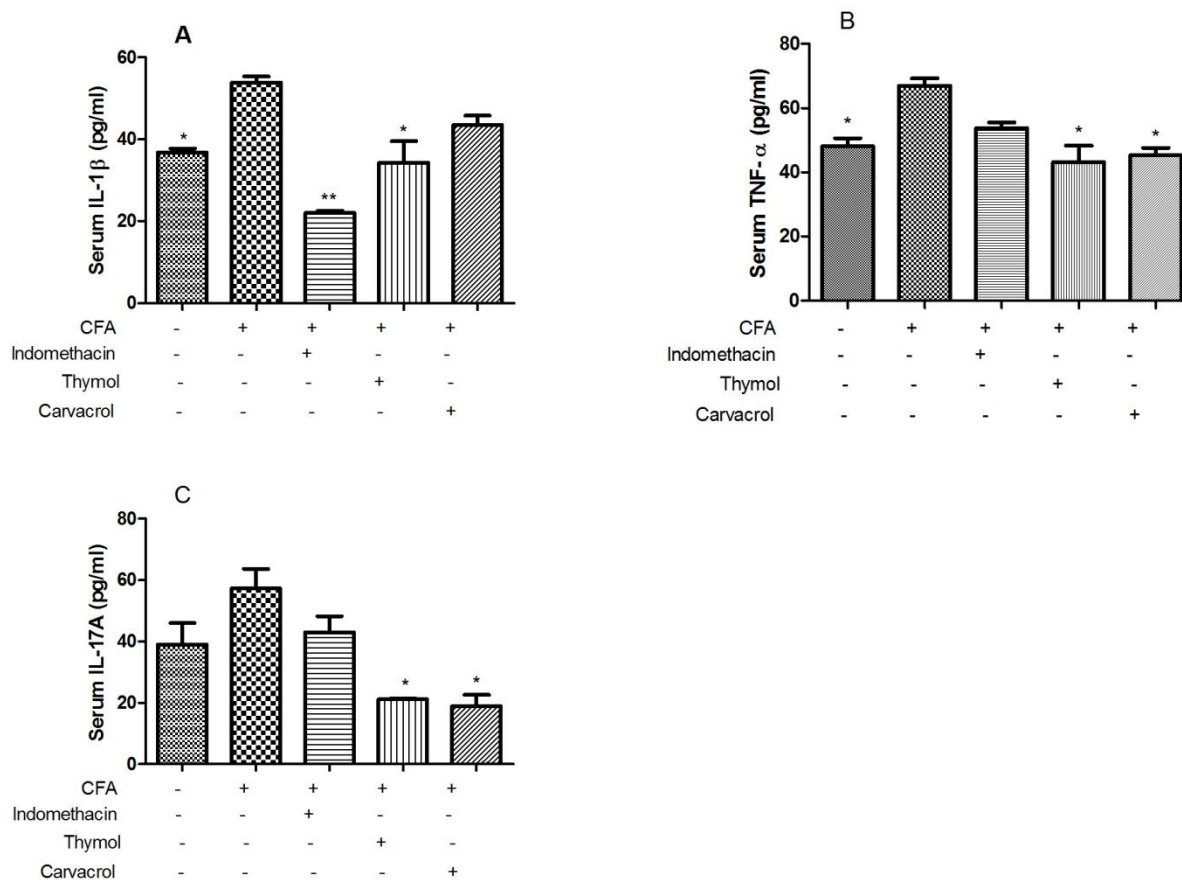 A
Serum IL-1β (pg/ml)
60
40
20
0
*
**
*
CFA - + + + +
Indomethacin - - + - -
Thymol - - - + -
Carvacrol - - - - +
B
Serum TNF-α (pg/ml)
80
60
40
20
0
*
*
*
CFA - + + + +
Indomethacin - - + - -
Thymol - - - + -
Carvacrol - - - - +
C
Serum IL-17A (pg/ml)
80
60
40
20
0
*
*
CFA - + + + +
Indomethacin - - + - -
Thymol - - - + -
Carvacrol - - - - +